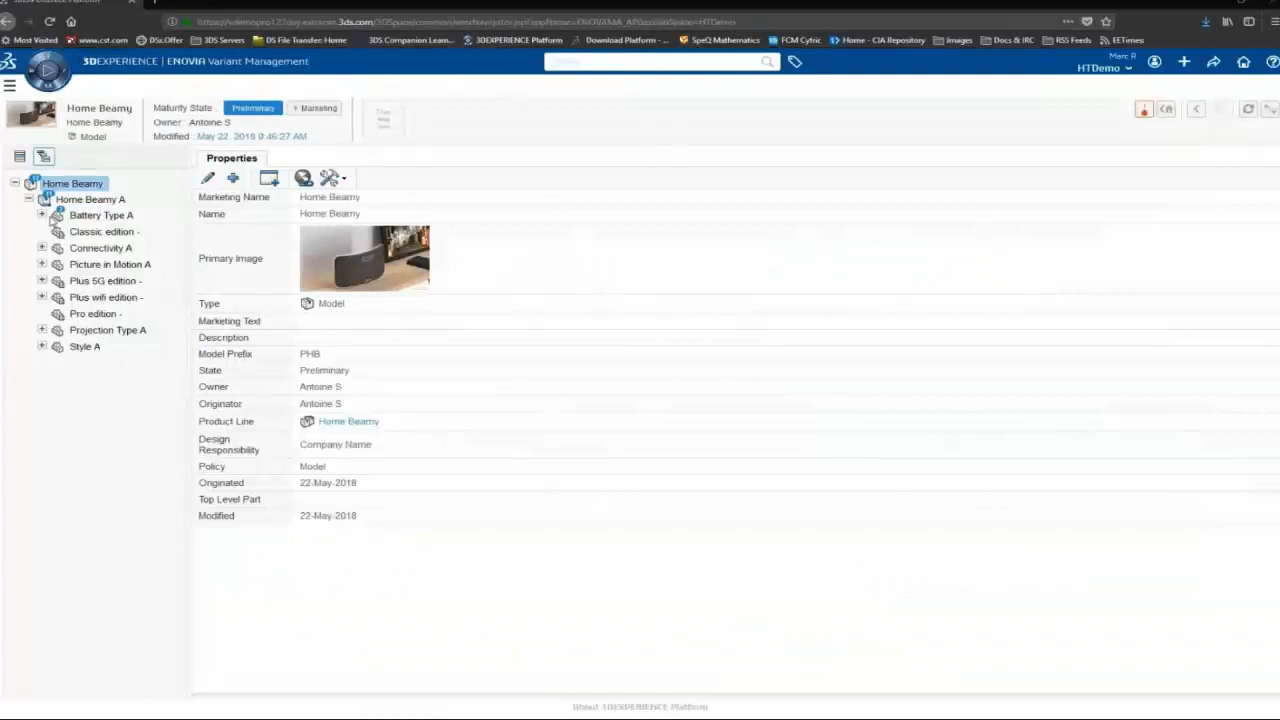 Most Visited www.cst.com DSxOffer 3DS Servers DS File Transfer: Home 3DS Companion Learn... 3DEXPERIENCE Platform Download Platform - ... SpeQ Mathematics FCM Cytric Home - CIA Repository Images Docs & IRC RSS Feeds EETimes
3DEXPERIENCE | ENOVIA Variant Management
Marc R
HTDemo
Home Beamy
Home Beamy
Model
Maturity State : Preliminary Marketing
Owner : Antoine S
Modified : May 22, 2018 9:46:27 AM
Home Beamy
Home Beamy A
Battery Type A
Classic edition -
Connectivity A
Picture in Motion A
Plus 5G edition -
Plus wifi edition -
Pro edition -
Projection Type A
Style A
Properties
Marketing Name Home Beamy
Name Home Beamy
Primary Image
Type Model
Marketing Text
Description
Model Prefix PHB
State Preliminary
Owner Antoine S
Originator Antoine S
Product Line Home Beamy
Design Responsibility Company Name
Policy Model
Originated 22-May-2018
Top Level Part
Modified 22-May-2018
About 3DEXPERIENCE Platform